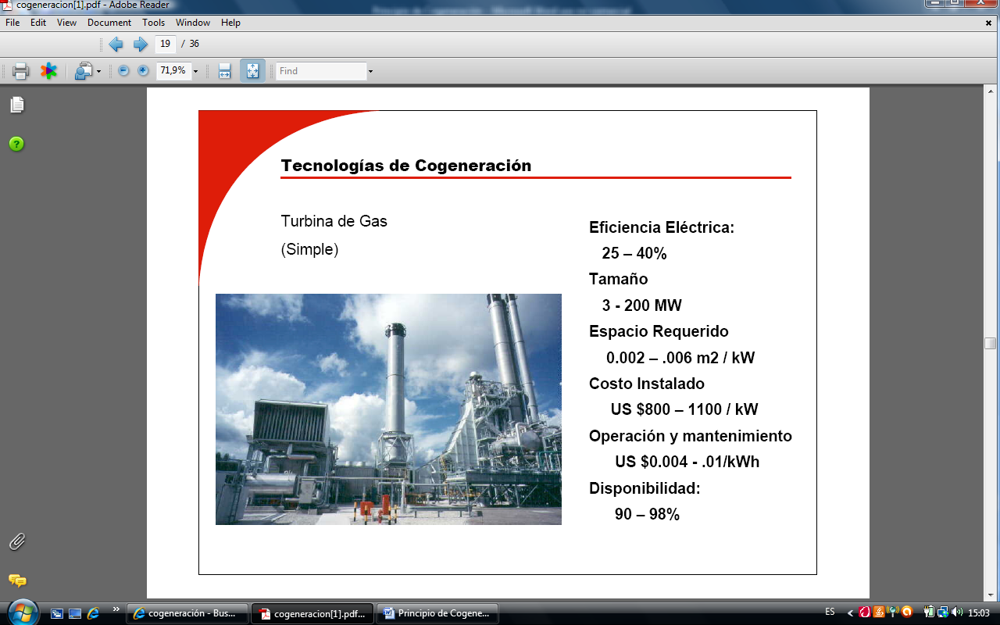 cogeneracion[1].pdf - Adobe Reader
File Edit View Document Tools Window Help
19 / 36
71,9% Find
Tecnologías de Cogeneración
Turbina de Gas
(Simple)
Eficiencia Eléctrica:
25 – 40%
Tamaño
3 - 200 MW
Espacio Requerido
0.002 – .006 m2 / kW
Costo Instalado
US $800 – 1100 / kW
Operación y mantenimiento
US $0.004 - .01/kWh
Disponibilidad:
90 – 98%
cogeneración - Bus... cogeneracion[1].pdf... Principio de Cogene... ES 15:03